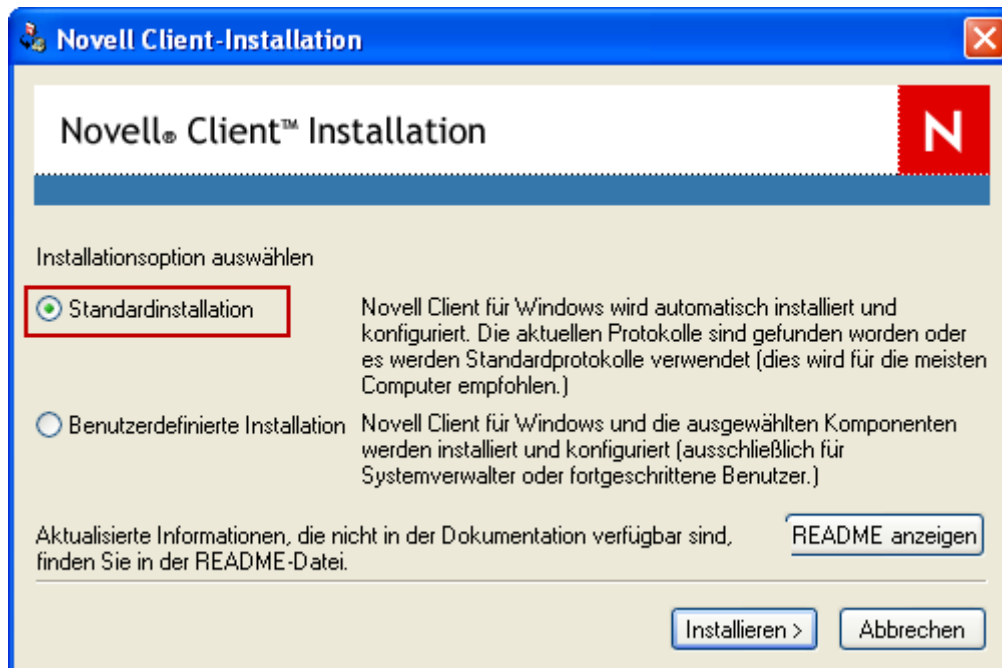 Novell Client-Installation
Novell® Client™ Installation
N
Installationsoption auswählen
Standardinstallation
Novell Client für Windows wird automatisch installiert und
konfiguriert. Die aktuellen Protokolle sind gefunden worden oder
es werden Standardprotokolle verwendet (dies wird für die meisten
Computer empfohlen.)
Benutzerdefinierte Installation
Novell Client für Windows und die ausgewählten Komponenten
werden installiert und konfiguriert (ausschließlich für
Systemverwalter oder fortgeschrittene Benutzer.)
Aktualisierte Informationen, die nicht in der Dokumentation verfügbar sind,
finden Sie in der README-Datei.
README anzeigen
Installieren >
Abbrechen